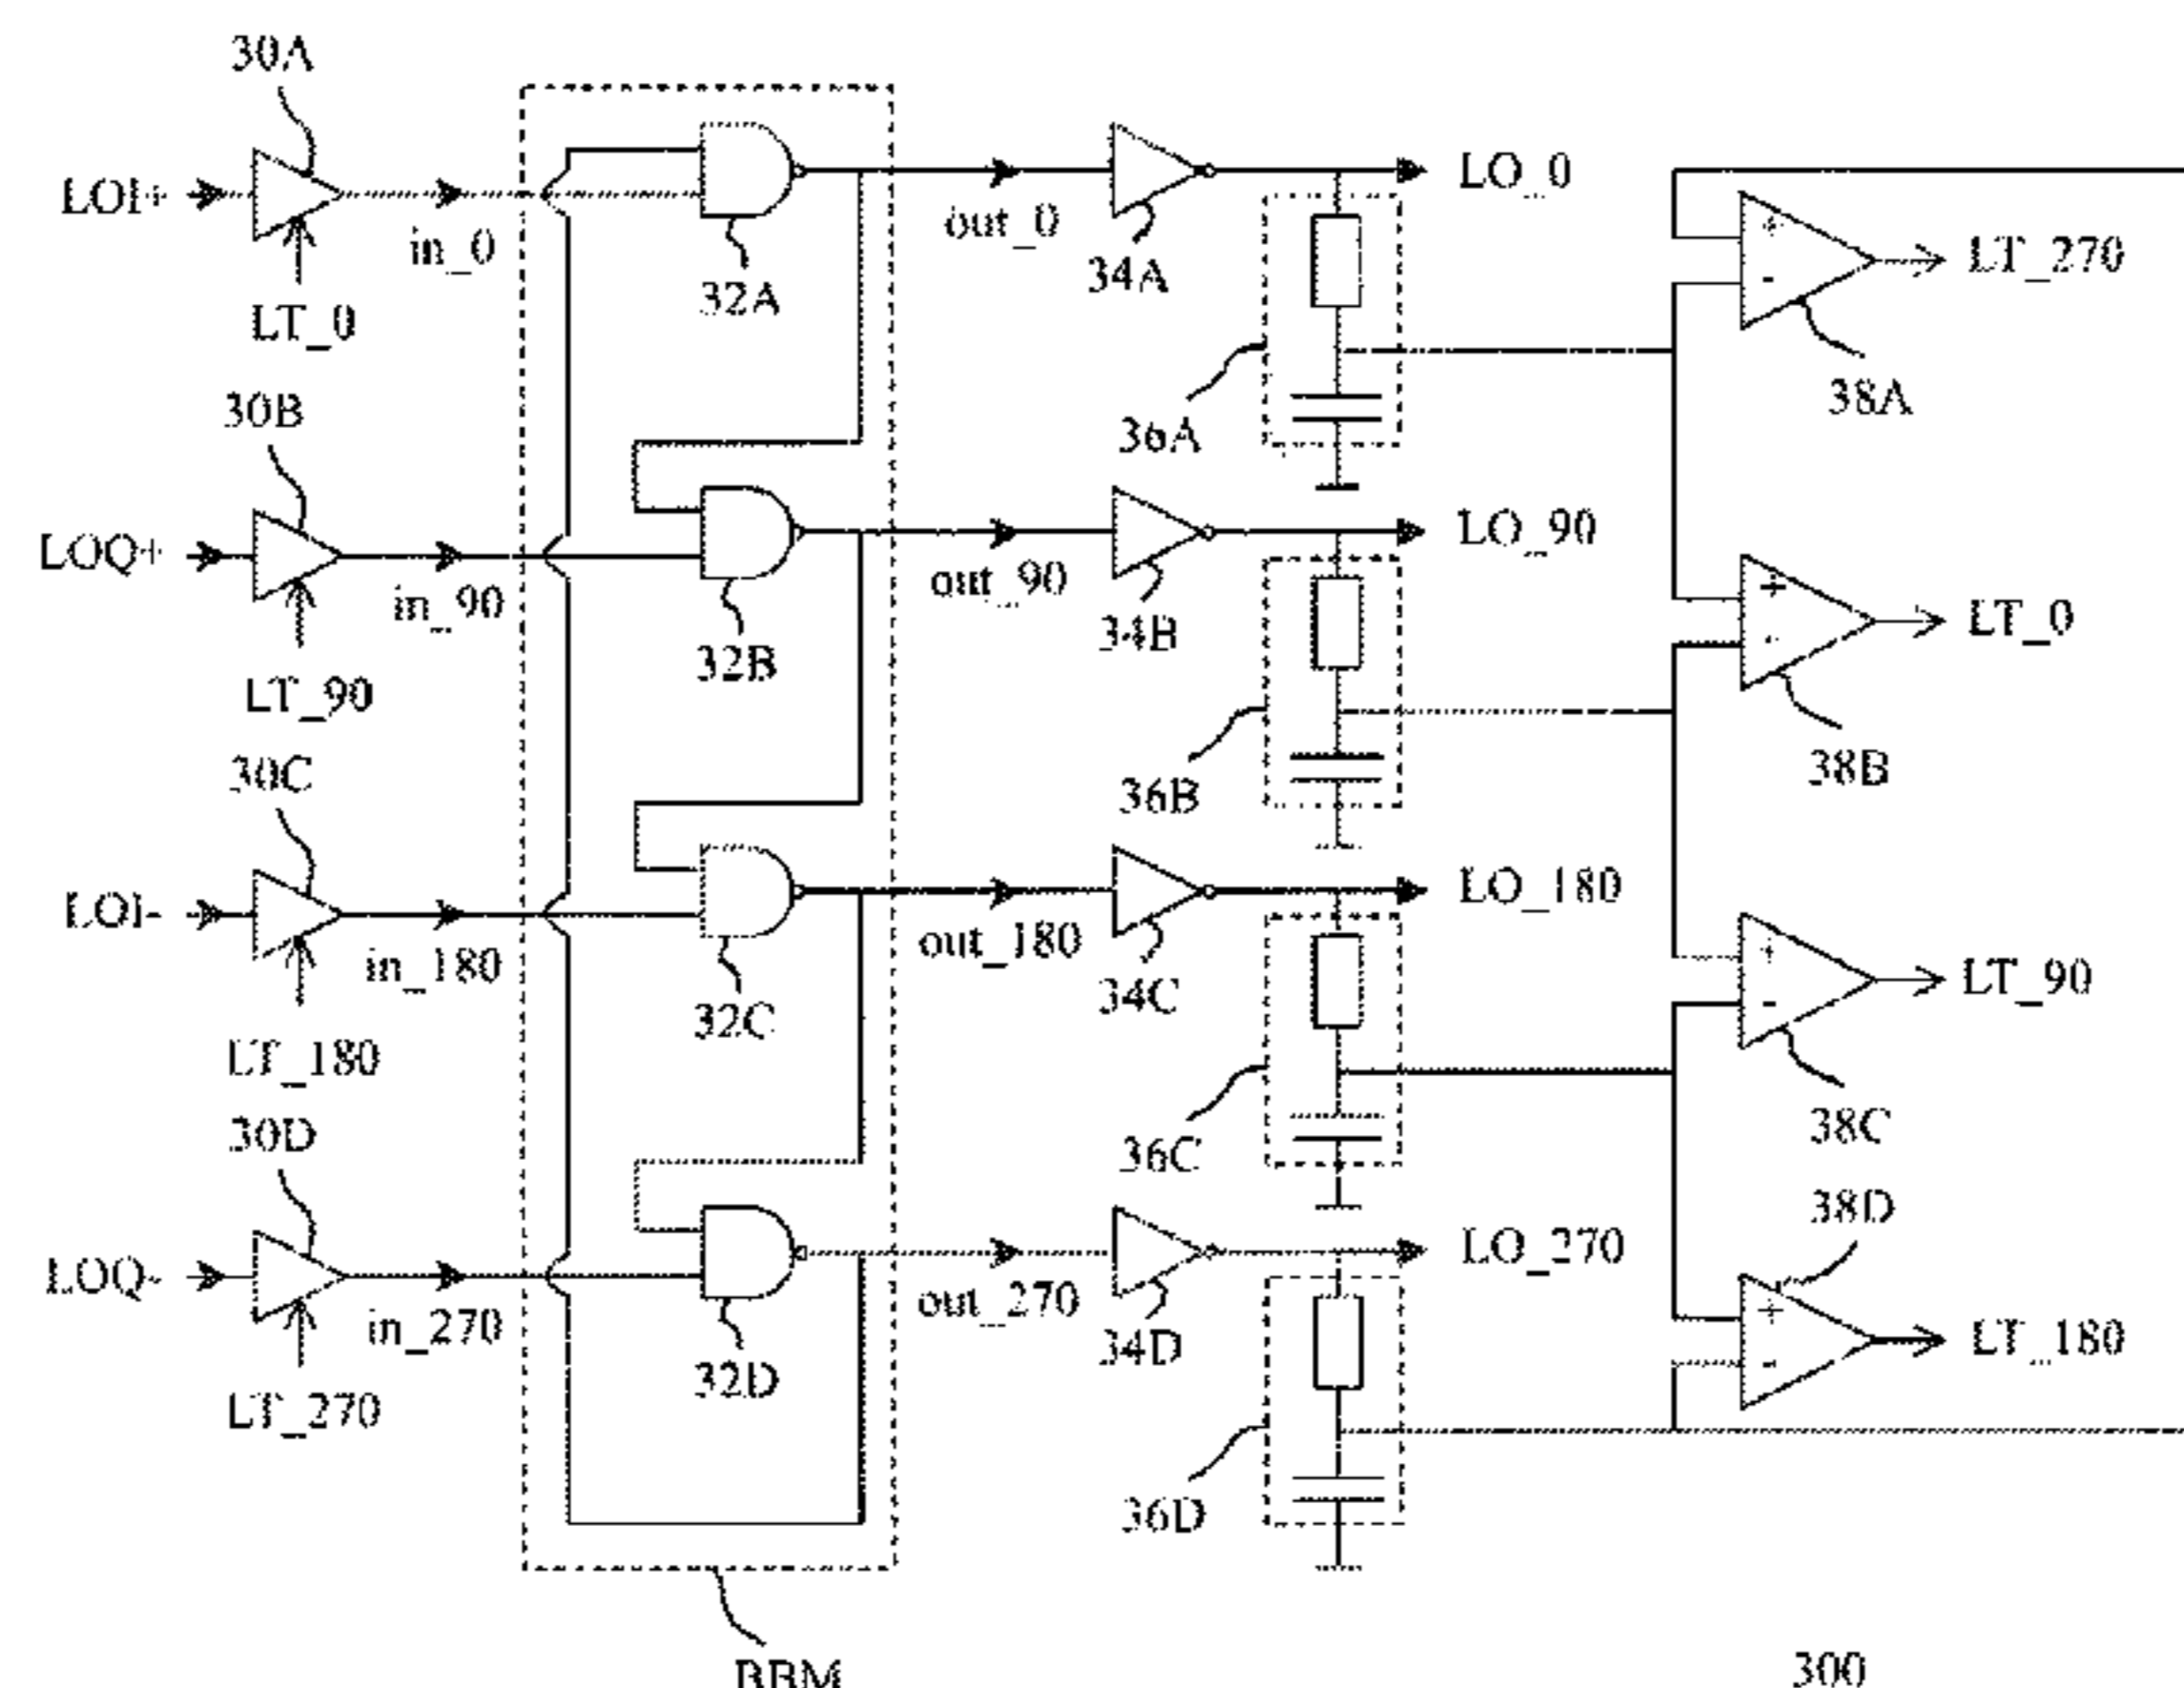 30A
LOI+
in_0
LT_0
32A
out_0
34A
LO_0
36A
LT_270
38A
30B
LOQ+
in_90
LT_90
32B
out_90
34B
LO_90
36B
LT_0
38B
30C
LOI-
in_180
LT_180
32C
out_180
34C
LO_180
36C
LT_90
38C
30D
LOQ-
in_270
LT_270
32D
out_270
34D
LO_270
36D
38D
LT_180
BBM
300
+
-
+
-
+
-
+
-